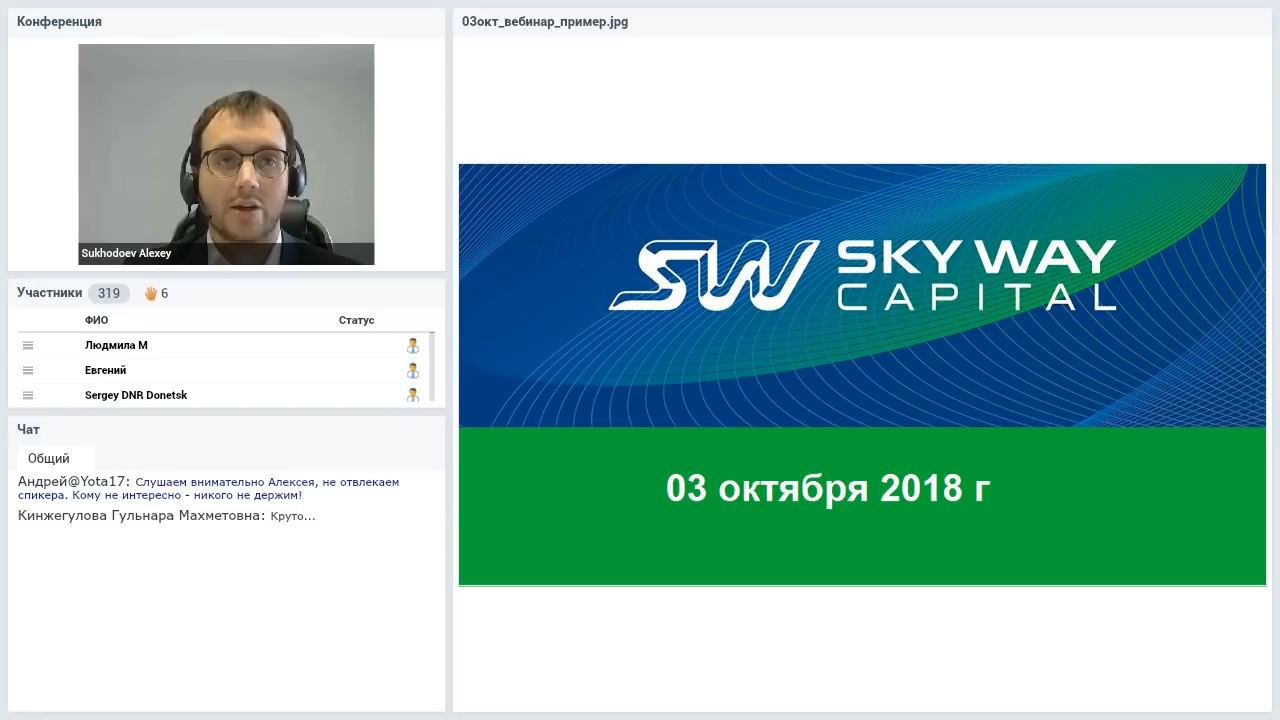 Конференция
Sukhodoev Alexey
Участники 319 6
ФИО Статус
Людмила М
Евгений
Sergey DNR Donetsk
Чат
Общий
Андрей@Yota17: Слушаем внимательно Алексея, не отвлекаем
спикера. Кому не интересно - никого не держим!
Кинжегулова Гульнара Махметовна: Круто...
03окт_вебинар_пример.jpg
SW SKY WAY
CAPITAL
03 октября 2018 г